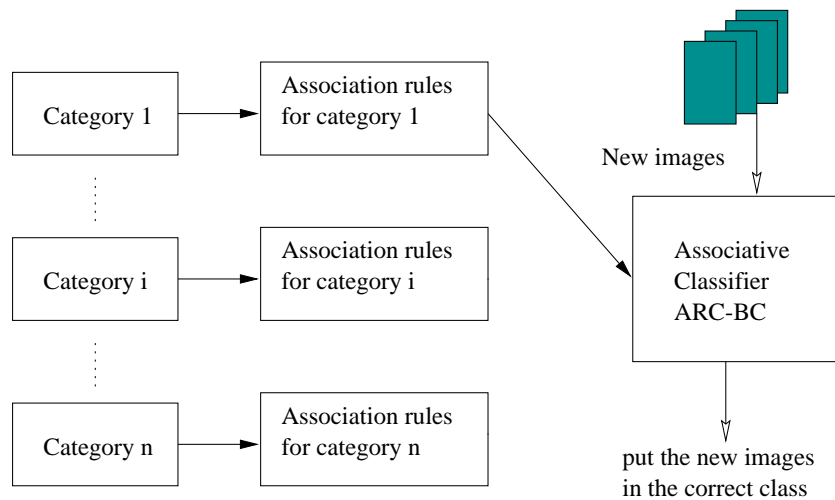 Category 1
Association rules
for category 1
New images
Category i
Association rules
for category i
Associative
Classifier
ARC-BC
Category n
Association rules
for category n
put the new images
in the correct class